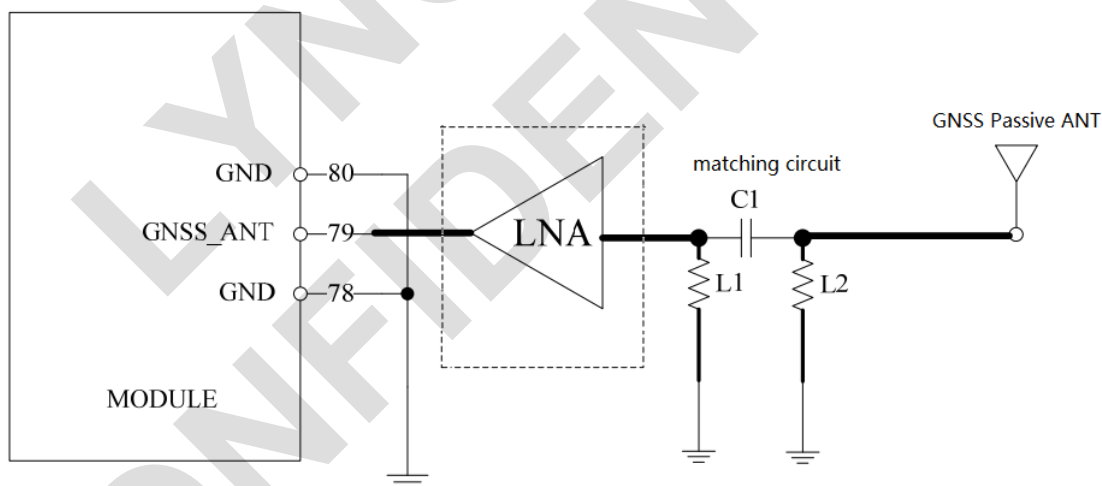 GNSS Passive ANT
matching circuit
C1
GND 80
GNSS_ANT 79
LNA
GND 78
L1
L2
MODULE